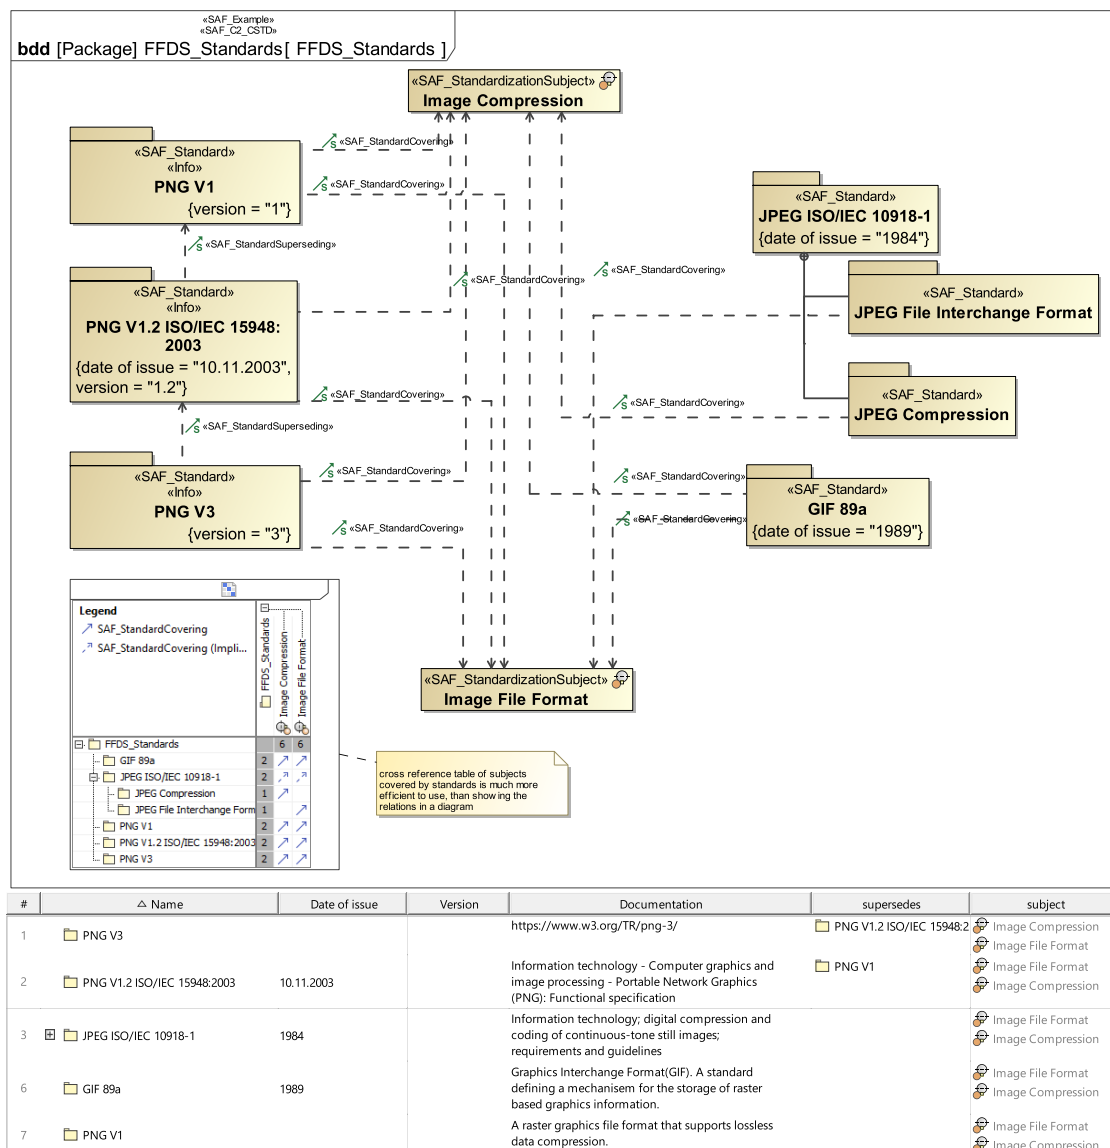 «SAF_Example»
«SAF_C2_CSTD»
bdd [Package] FFDS_Standards[ FFDS_Standards ]
«SAF_StandardizationSubject»
Image Compression
«SAF_StandardCovering»
«SAF_Standard»
«Info»
PNG V1
{version = "1"}
«SAF_StandardCovering»
«SAF_Standard»
JPEG ISO/IEC 10918-1
{date of issue = "1984"}
«SAF_StandardSuperseding»
«SAF_StandardCovering»
«SAF_StandardCovering»
«SAF_Standard»
«Info»
PNG V1.2 ISO/IEC 15948:
2003
{date of issue = "10.11.2003",
version = "1.2"}
«SAF_Standard»
JPEG File Interchange Format
«SAF_StandardCovering»
«SAF_StandardCovering»
«SAF_Standard»
JPEG Compression
«SAF_StandardSuperseding»
«SAF_Standard»
«Info»
PNG V3
{version = "3"}
«SAF_StandardCovering»
«SAF_StandardCovering»
«SAF_Standard»
GIF 89a
{date of issue = "1989"}
«SAF_StandardCovering»
«SAF_StandardCovering»
«SAF_StandardizationSubject»
Image File Format
Legend
SAF_StandardCovering
SAF_StandardCovering (Impli...
FFDS_Standards
Image Compression
Image File Format
FFDS_Standards 6 6
GIF 89a 2
JPEG ISO/IEC 10918-1 2
JPEG Compression 1
JPEG File Interchange Form 1
PNG V1 2
PNG V1.2 ISO/IEC 15948:2003 2
PNG V3 2
cross reference table of subjects
covered by standards is much more
efficient to use, than showing the
relations in a diagram
# Name Date of issue Version Documentation supersedes subject
1 PNG V3 https://www.w3.org/TR/png-3/ PNG V1.2 ISO/IEC 15948:2 Image Compression
Image File Format
2 PNG V1.2 ISO/IEC 15948:2003 10.11.2003 Information technology - Computer graphics and PNG V1 Image File Format
image processing - Portable Network Graphics Image Compression
(PNG): Functional specification
3 JPEG ISO/IEC 10918-1 1984 Information technology; digital compression and Image File Format
coding of continuous-tone still images; Image Compression
requirements and guidelines
6 GIF 89a 1989 Graphics Interchange Format(GIF). A standard Image File Format
defining a mechanisem for the storage of raster Image Compression
based graphics information.
7 PNG V1 A raster graphics file format that supports lossless Image File Format
data compression. Image Compression